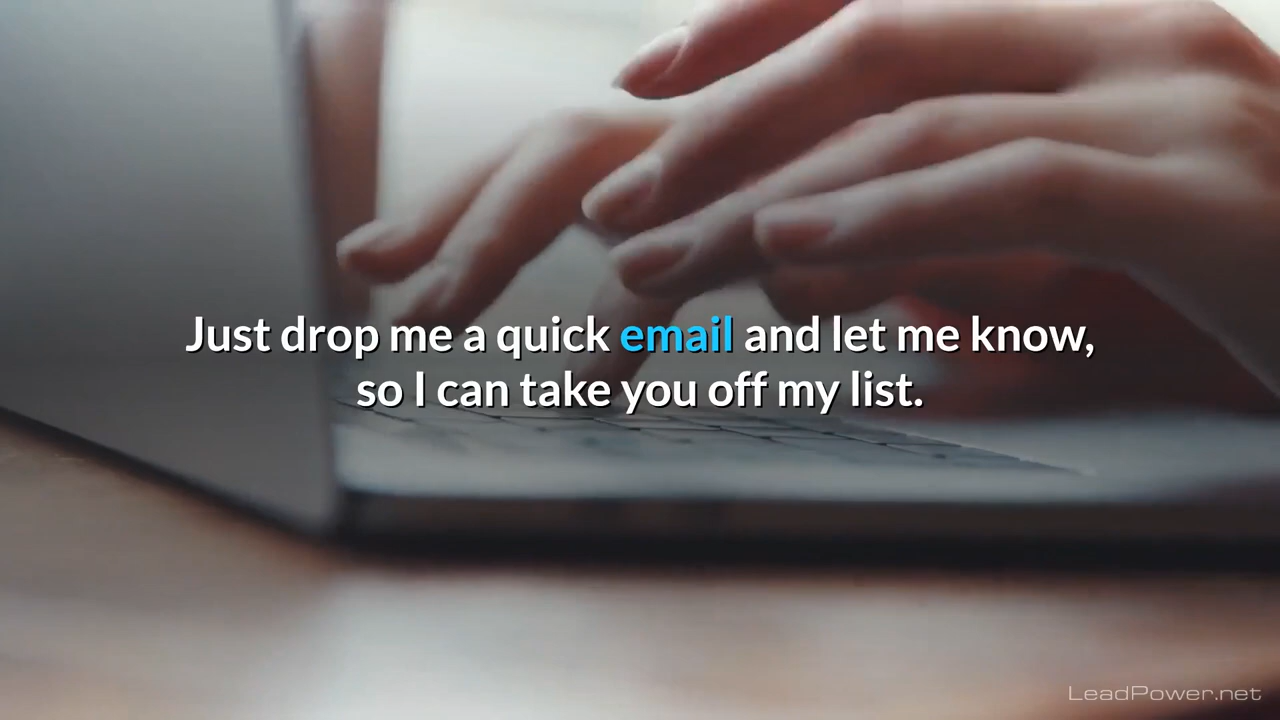 Just drop me a quick email and let me know,
so I can take you off my list.
LeadPower.net